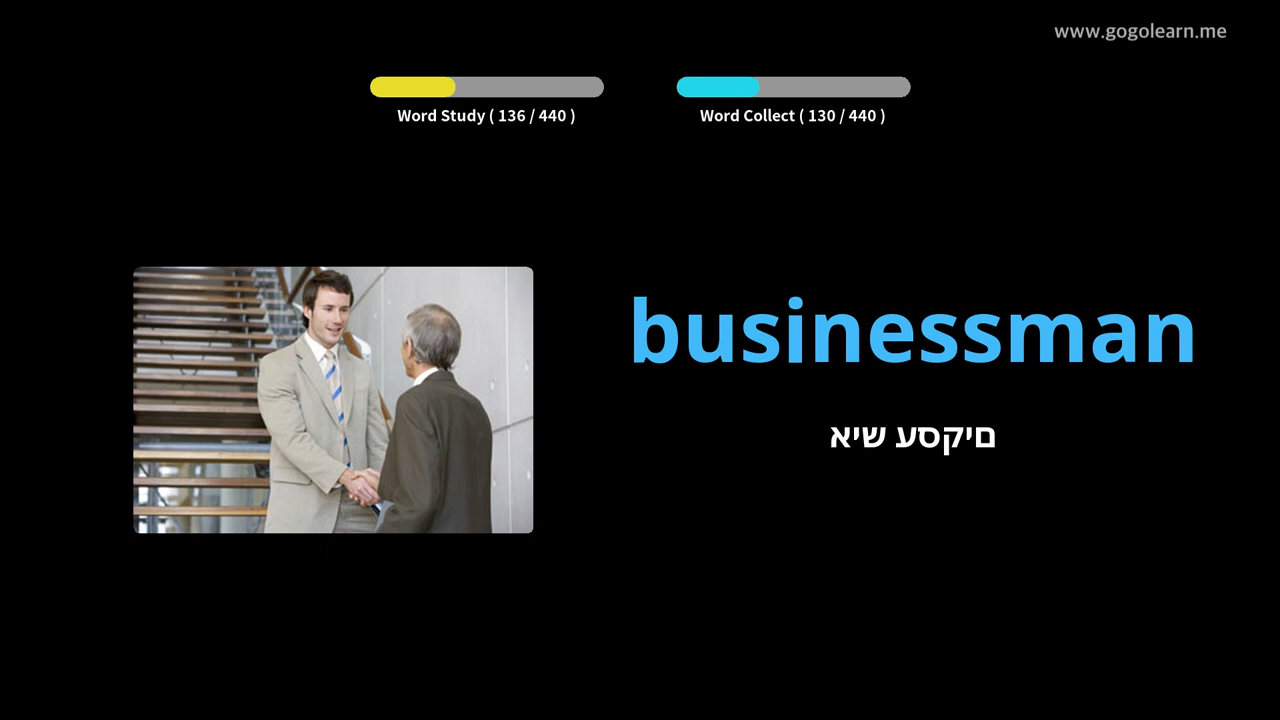 www.gogolearn.me
Word Study ( 136 / 440 )
Word Collect ( 130 / 440 )
businessman
םיקסע שיא